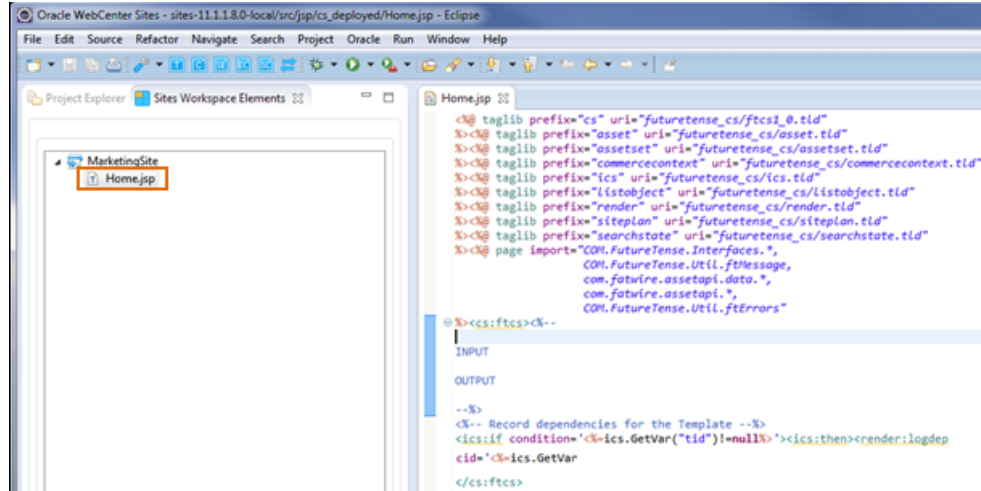 Oracle WebCenter Sites - sites-11.1.1.8.0-local/src/jsp/cs_deployed/Home.jsp - Eclipse
File Edit Source Refactor Navigate Search Project Oracle Run Window Help
Project Explorer Sites Workspace Elements
Home.jsp
MarketingSite
Home.jsp
<%@ taglib prefix="cs" uri="futuretense_cs/ftcs1_0.tld"
%><%@ taglib prefix="asset" uri="futuretense_cs/asset.tld"
%><%@ taglib prefix="assetset" uri="futuretense_cs/assetset.tld"
%><%@ taglib prefix="commercecontext" uri="futuretense_cs/commercecontext.tld"
%><%@ taglib prefix="ics" uri="futuretense_cs/ics.tld"
%><%@ taglib prefix="listobject" uri="futuretense_cs/listobject.tld"
%><%@ taglib prefix="render" uri="futuretense_cs/render.tld"
%><%@ taglib prefix="siteplan" uri="futuretense_cs/siteplan.tld"
%><%@ taglib prefix="searchstate" uri="futuretense_cs/searchstate.tld"
%><%@ page import="COM.FutureTense.Interfaces.*,
COM.FutureTense.Util.ftMessage,
com.fatwire.assetapi.data.*,
com.fatwire.assetapi.*,
COM.FutureTense.Util.ftErrors"
%><cs:ftcs><%--
INPUT
OUTPUT
--%>
<%-- Record dependencies for the Template --%>
<ics:if condition='<%=ics.GetVar("tid")!=null%>'><ics:then><render:logdep
cid='<%=ics.GetVar
</cs:ftcs>